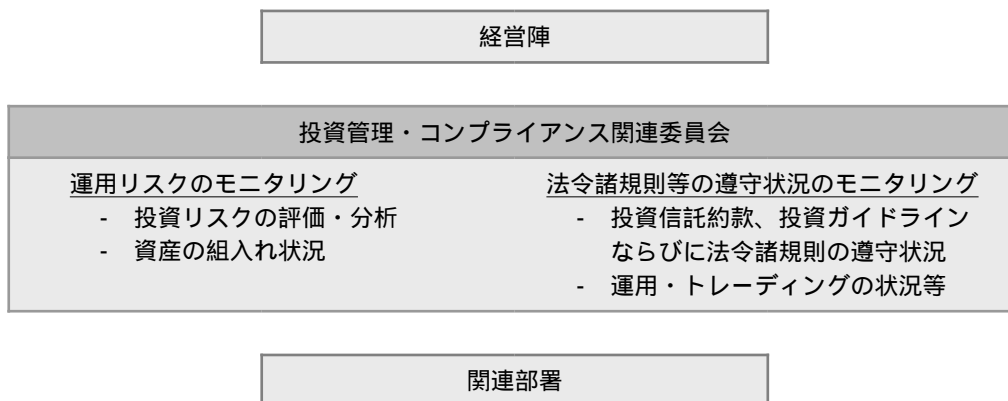 経営陣
投資管理・コンプライアンス関連委員会
運用リスクのモニタリング
- 投資リスクの評価・分析
- 資産の組入れ状況
法令諸規則等の遵守状況のモニタリング
- 投資信託約款、投資ガイドライン
ならびに法令諸規則の遵守状況
- 運用・トレーディングの状況等
関連部署